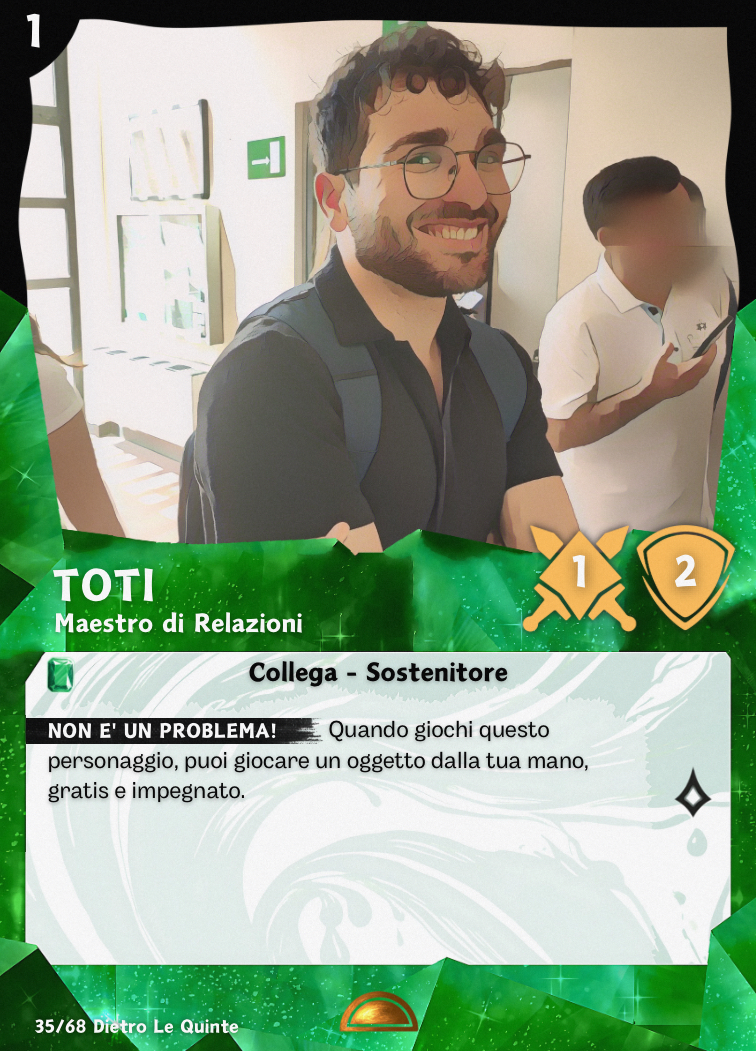 1
TOTI
Maestro di Relazioni
1
2
Collega - Sostenitore
NON E' UN PROBLEMA! Quando giochi questo
personaggio, puoi giocare un oggetto dalla tua mano,
gratis e impegnato.
35/68 Dietro Le Quinte